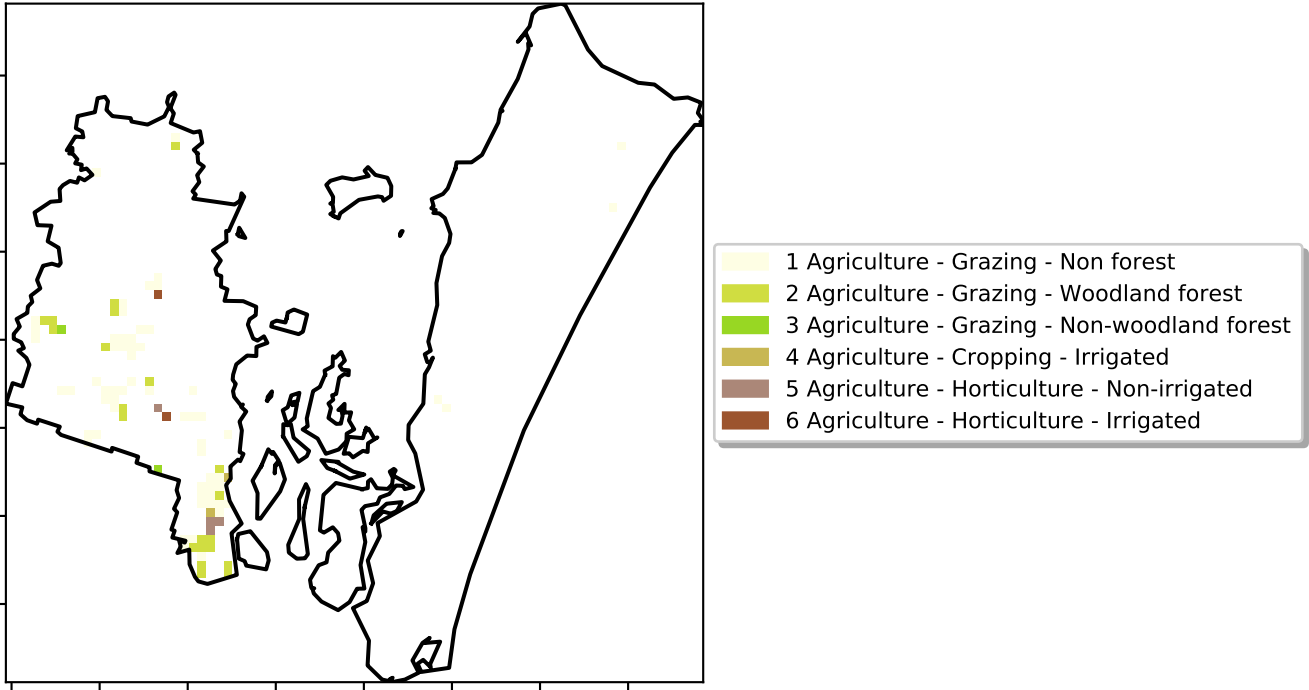 1 Agriculture - Grazing - Non forest
2 Agriculture - Grazing - Woodland forest
3 Agriculture - Grazing - Non-woodland forest
4 Agriculture - Cropping - Irrigated
5 Agriculture - Horticulture - Non-irrigated
6 Agriculture - Horticulture - Irrigated